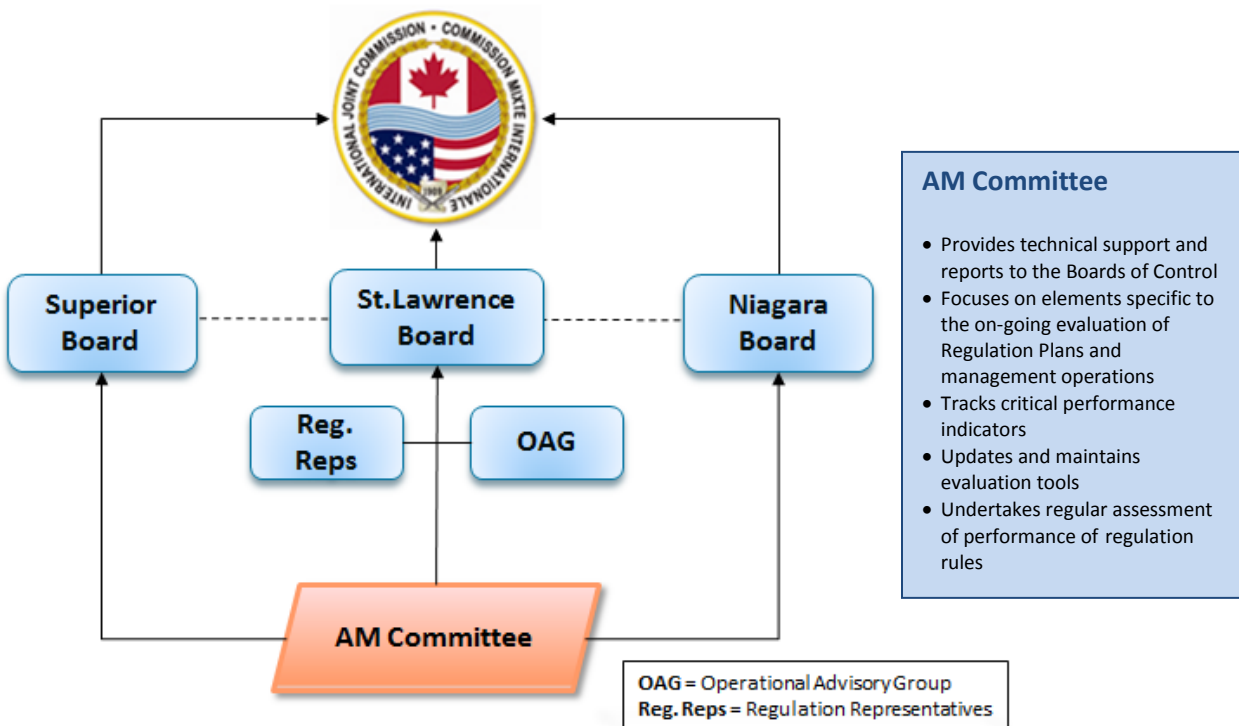 INTERNATIONAL JOINT COMMISSION • COMMISSION MIXTE INTERNATIONALE
1909
Superior
Board
St.Lawrence
Board
Niagara
Board
Reg.
Reps
OAG
AM Committee
OAG = Operational Advisory Group
Reg. Reps = Regulation Representatives
AM Committee
• Provides technical support and
reports to the Boards of Control
• Focuses on elements specific to
the on-going evaluation of
Regulation Plans and
management operations
• Tracks critical performance
indicators
• Updates and maintains
evaluation tools
• Undertakes regular assessment
of performance of regulation
rules